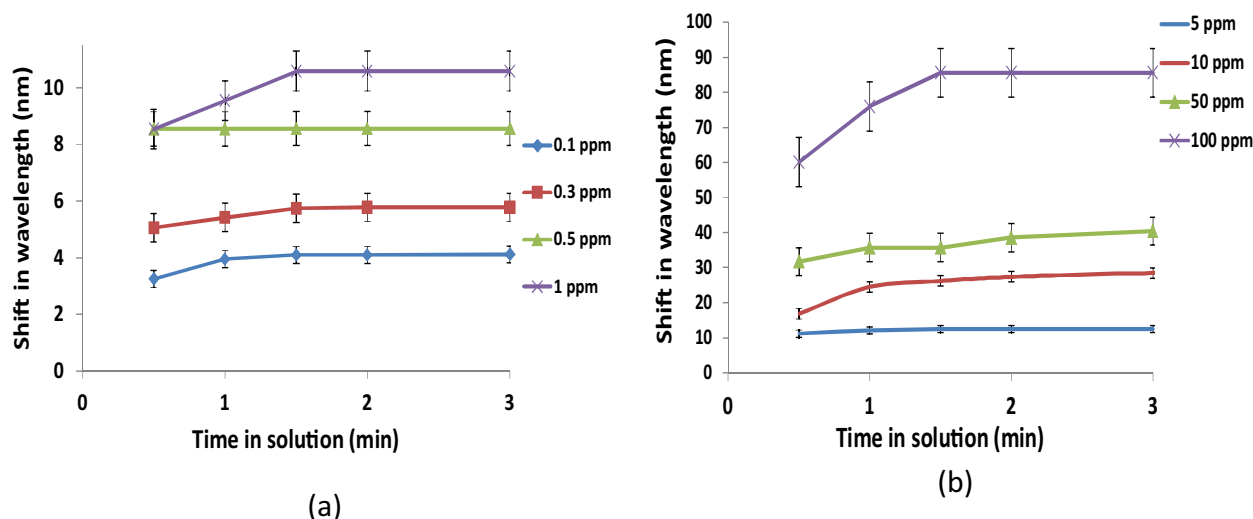 Shift in wavelength (nm)
10
8
6
4
2
0
0 1 2 3
Time in solution (min)
0.1 ppm
0.3 ppm
0.5 ppm
1 ppm
(a)
Shift in wavelength (nm)
100
90
80
70
60
50
40
30
20
10
0
0 1 2 3
Time in solution (min)
5 ppm
10 ppm
50 ppm
100 ppm
(b)